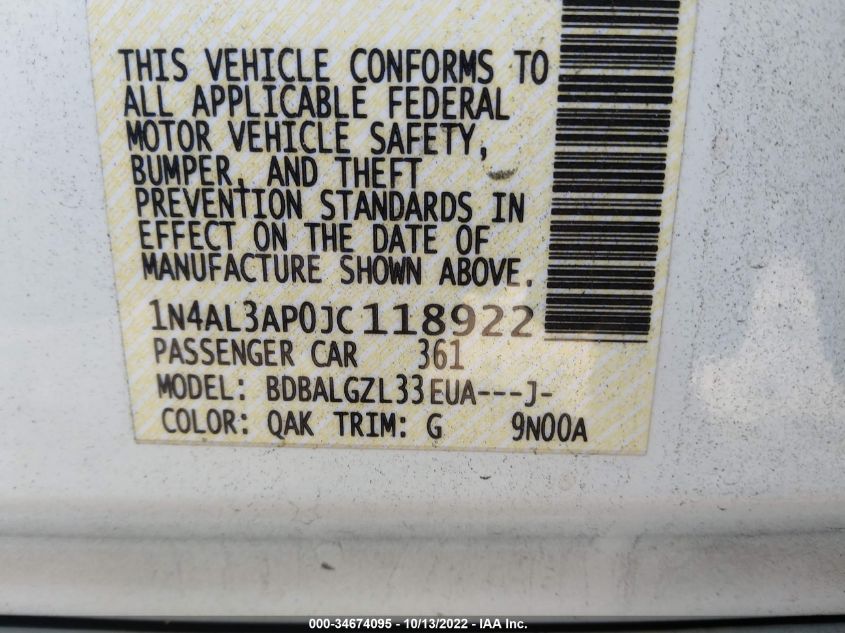 THIS VEHICLE CONFORMS TO
ALL APPLICABLE FEDERAL
MOTOR VEHICLE SAFETY,
BUMPER, AND THEFT
PREVENTION STANDARDS IN
EFFECT ON THE DATE OF
MANUFACTURE SHOWN ABOVE.
1N4AL3AP0JC118922
PASSENGER CAR 361
MODEL: BDBALGZL33EUA---J-
COLOR: QAK TRIM: G 9N00A
000-34674095 - 10/13/2022 - IAA Inc.